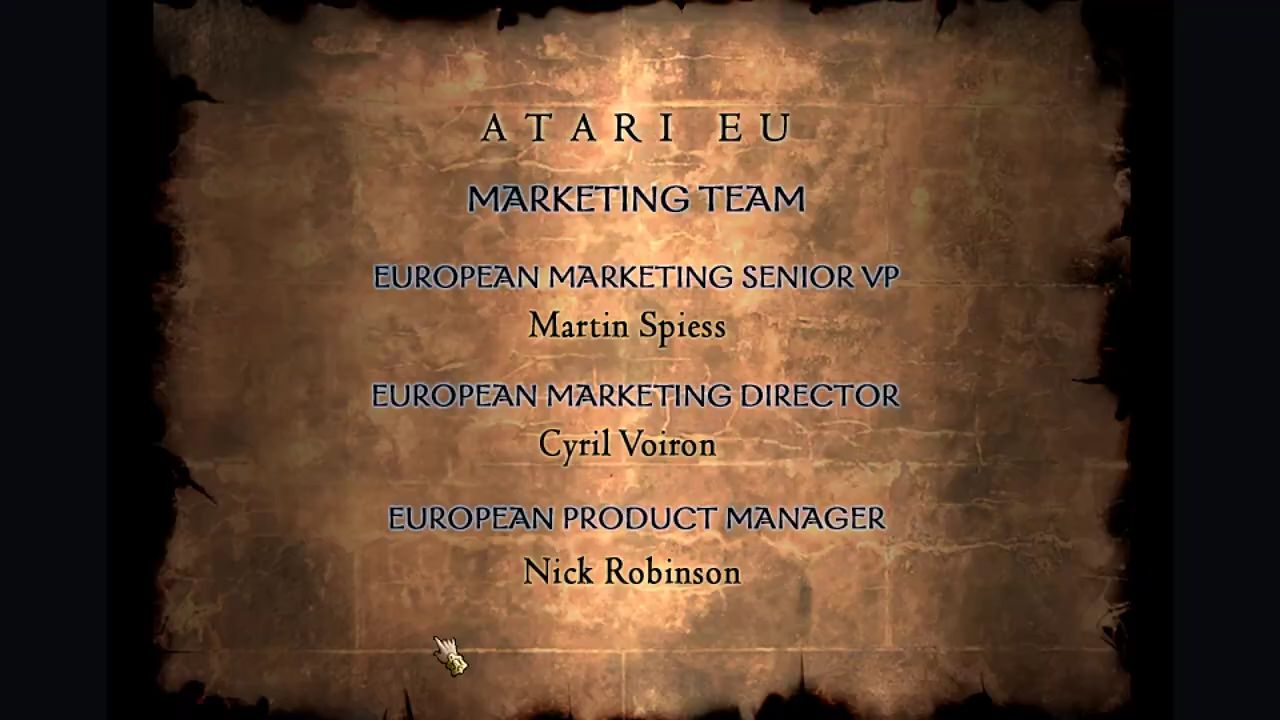 ATARI EU
MARKETING TEAM
EUROPEAN MARKETING SENIOR VP
Martin Spiess
EUROPEAN MARKETING DIRECTOR
Cyril Voiron
EUROPEAN PRODUCT MANAGER
Nick Robinson